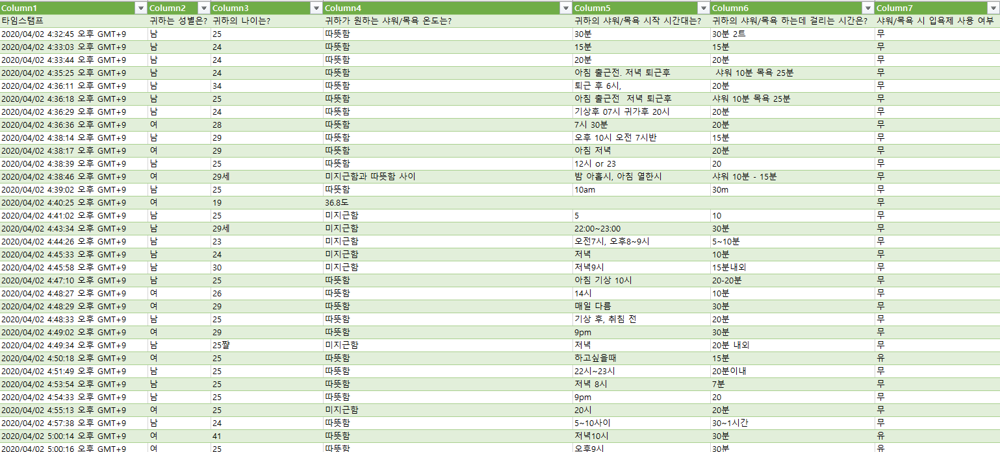 Column1 Column2 Column3 Column4 Column5 Column6 Column7
타임스탬프 귀하는 성별은? 귀하의 나이는? 귀하가 원하는 샤워/목욕 온도는? 귀하의 샤워/목욕 시작 시간대는? 귀하의 샤워/목욕 하는데 걸리는 시간은? 샤워/목욕 시 입욕제 사용 여부
2020/04/02 4:32:45 오후 GMT+9 남 25 따뜻함 30분 30분 2트 무
2020/04/02 4:33:03 오후 GMT+9 남 24 따뜻함 15분 15분 무
2020/04/02 4:33:44 오후 GMT+9 남 24 따뜻함 20분 20분 무
2020/04/02 4:35:25 오후 GMT+9 남 24 따뜻함 아침 출근전. 저녁 퇴근후 샤워 10분 목욕 25분 무
2020/04/02 4:36:11 오후 GMT+9 남 34 따뜻함 퇴근 후 6시, 20분 무
2020/04/02 4:36:18 오후 GMT+9 남 25 따뜻함 아침 출근전 저녁 퇴근후 샤워 10분 목욕 25분 무
2020/04/02 4:36:29 오후 GMT+9 남 24 따뜻함 기상후 07시 귀가후 20시 20분 무
2020/04/02 4:36:36 오후 GMT+9 여 28 따뜻함 7시 30분 20분 무
2020/04/02 4:38:14 오후 GMT+9 남 29 따뜻함 오후 10시 오전 7시반 15분 무
2020/04/02 4:38:17 오후 GMT+9 여 29 따뜻함 아침 저녁 20분 무
2020/04/02 4:38:39 오후 GMT+9 남 25 따뜻함 12시 or 23 20 무
2020/04/02 4:38:46 오후 GMT+9 여 29세 미지근함과 따뜻함 사이 밤 아홉시, 아침 열한시 샤워 10분 - 15분 무
2020/04/02 4:39:02 오후 GMT+9 남 25 따뜻함 10am 30m 무
2020/04/02 4:40:25 오후 GMT+9 여 19 36.8도 무
2020/04/02 4:41:02 오후 GMT+9 남 25 미지근함 5 10 무
2020/04/02 4:43:34 오후 GMT+9 남 29세 미지근함 22:00~23:00 30분 무
2020/04/02 4:44:26 오후 GMT+9 남 23 미지근함 오전7시, 오후8~9시 5~10분 무
2020/04/02 4:45:33 오후 GMT+9 남 24 미지근함 저녁 10분 무
2020/04/02 4:45:58 오후 GMT+9 남 30 미지근함 저녁9시 15분내외 무
2020/04/02 4:47:10 오후 GMT+9 남 25 따뜻함 아침 기상 10시 20-20분 무
2020/04/02 4:48:27 오후 GMT+9 여 26 따뜻함 14시 10분 무
2020/04/02 4:48:29 오후 GMT+9 여 29 따뜻함 매일 다름 30분 무
2020/04/02 4:48:33 오후 GMT+9 남 25 따뜻함 기상 후, 취침 전 20분 무
2020/04/02 4:49:02 오후 GMT+9 여 29 따뜻함 9pm 30분 무
2020/04/02 4:49:34 오후 GMT+9 남 25짤 미지근함 저녁 20분 내외 무
2020/04/02 4:50:18 오후 GMT+9 여 25 따뜻함 하고싶을때 15분 유
2020/04/02 4:51:49 오후 GMT+9 남 25 따뜻함 22시~23시 20분이내 무
2020/04/02 4:53:54 오후 GMT+9 남 25 따뜻함 저녁 8시 7분 무
2020/04/02 4:54:33 오후 GMT+9 남 25 따뜻함 9pm 20 무
2020/04/02 4:55:13 오후 GMT+9 여 25 미지근함 20시 20분 무
2020/04/02 4:57:38 오후 GMT+9 남 24 따뜻함 5~10사이 30~1시간 무
2020/04/02 5:00:14 오후 GMT+9 여 41 따뜻함 저녁10시 30분 유
2020/04/02 5:00:16 오후 GMT+9 여 25 따뜻함 오후9시 30분 유